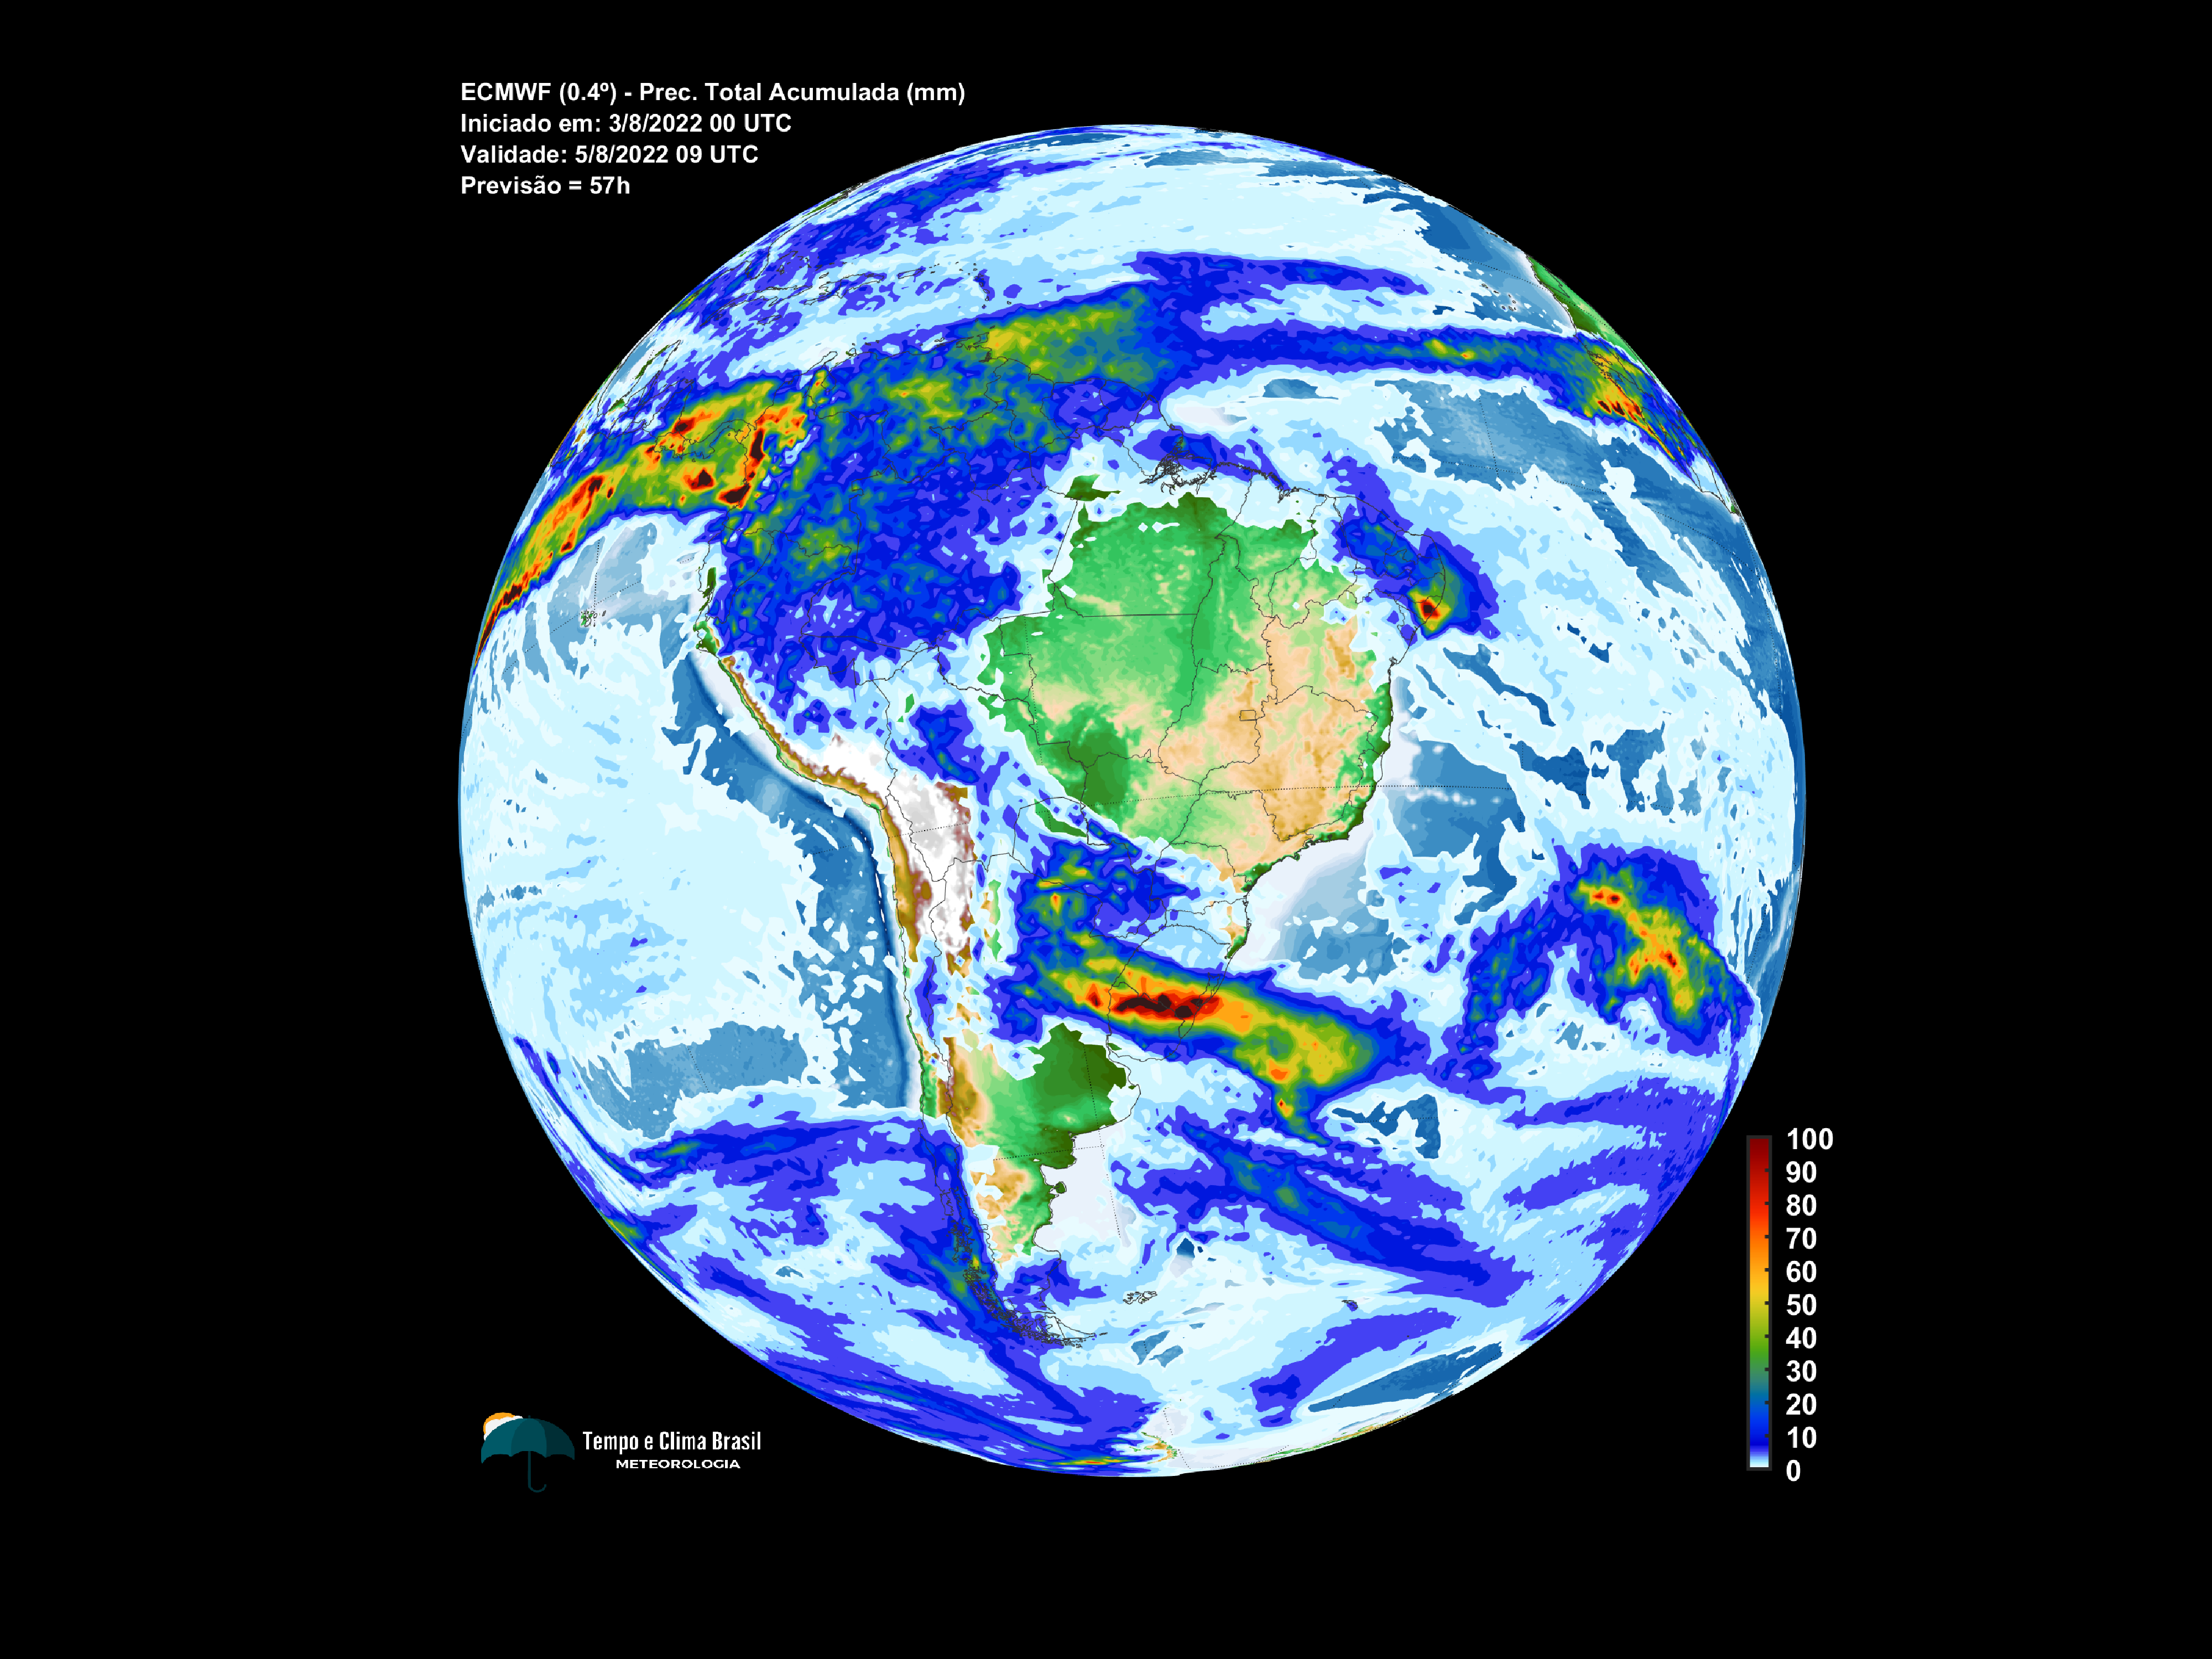 ECMWF (0.4º) - Prec. Total Acumulada (mm)
Iniciado em: 3/8/2022 00 UTC
Validade: 5/8/2022 09 UTC
Previsão = 57h
100
90
80
70
60
50
40
30
20
10
0
Tempo e Clima Brasil
METEOROLOGIA